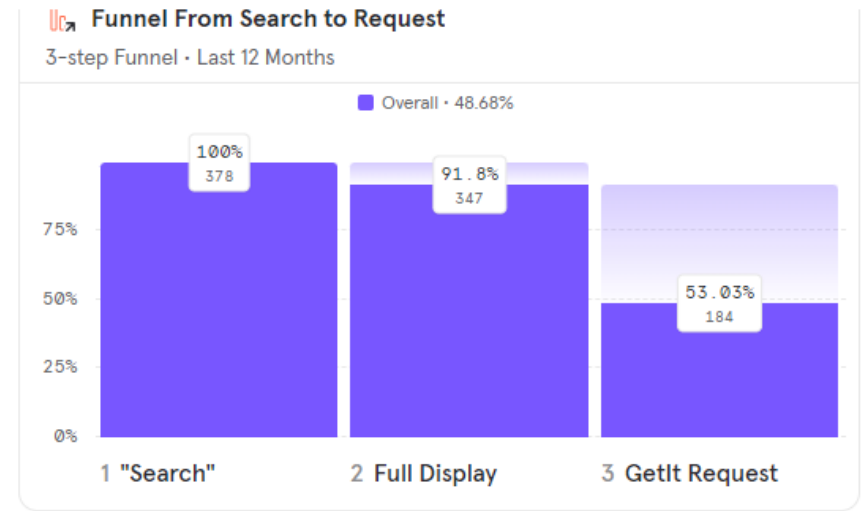 Funnel From Search to Request
3-step Funnel · Last 12 Months
Overall · 48.68%
100%
378
91.8%
347
53.03%
184
75%
50%
25%
0%
1 "Search"
2 Full Display
3 GetIt Request